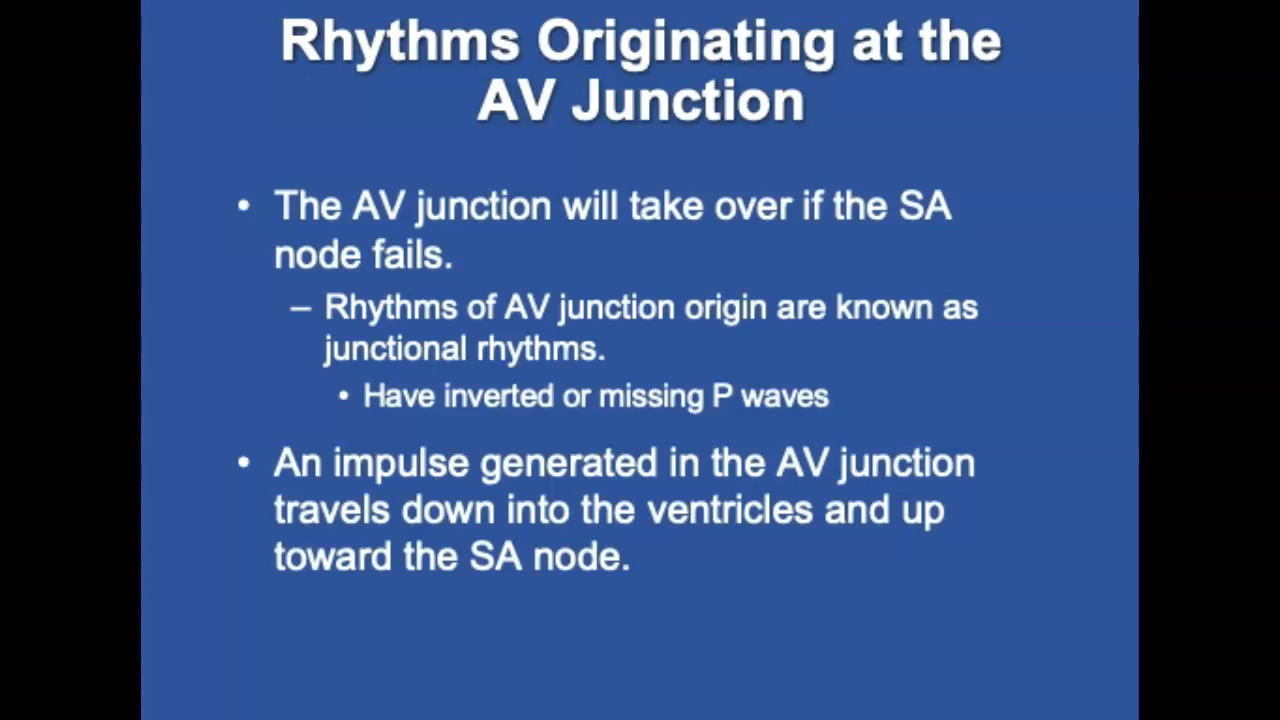 Rhythms Originating at the
AV Junction
• The AV junction will take over if the SA
node fails.
– Rhythms of AV junction origin are known as
junctional rhythms.
• Have inverted or missing P waves
• An impulse generated in the AV junction
travels down into the ventricles and up
toward the SA node.